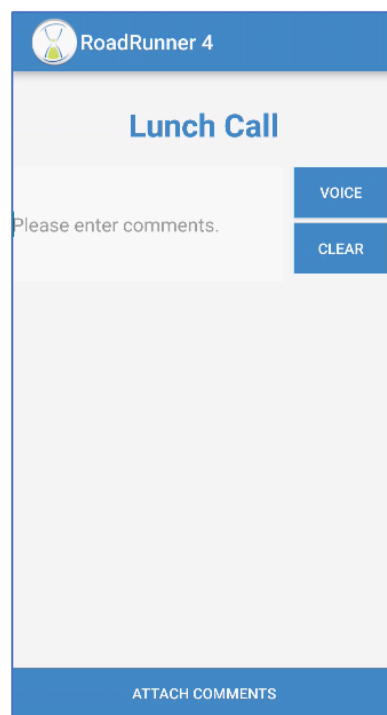 RoadRunner 4
Lunch Call
Please enter comments.
VOICE
CLEAR
ATTACH COMMENTS